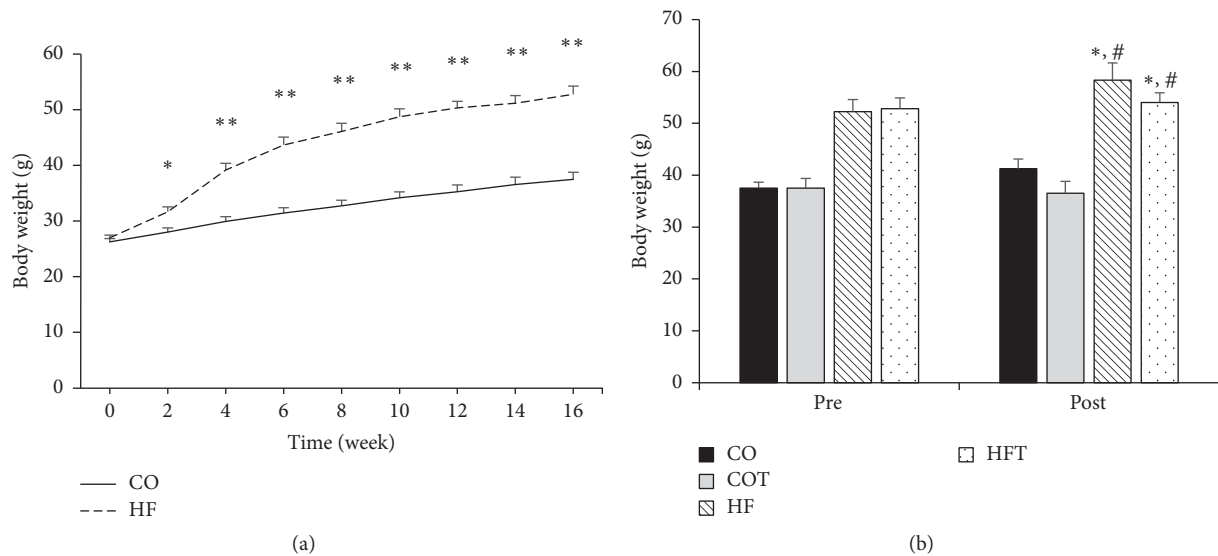 60
50
40
30
20
10
0
Body weight (g)
*
**
**
**
**
**
**
**
0 2 4 6 8 10 12 14 16
Time (week)
CO
HF
(a)
70
60
50
40
30
20
10
0
Body weight (g)
*, #
*, #
Pre Post
CO
COT
HF
HFT
(b)